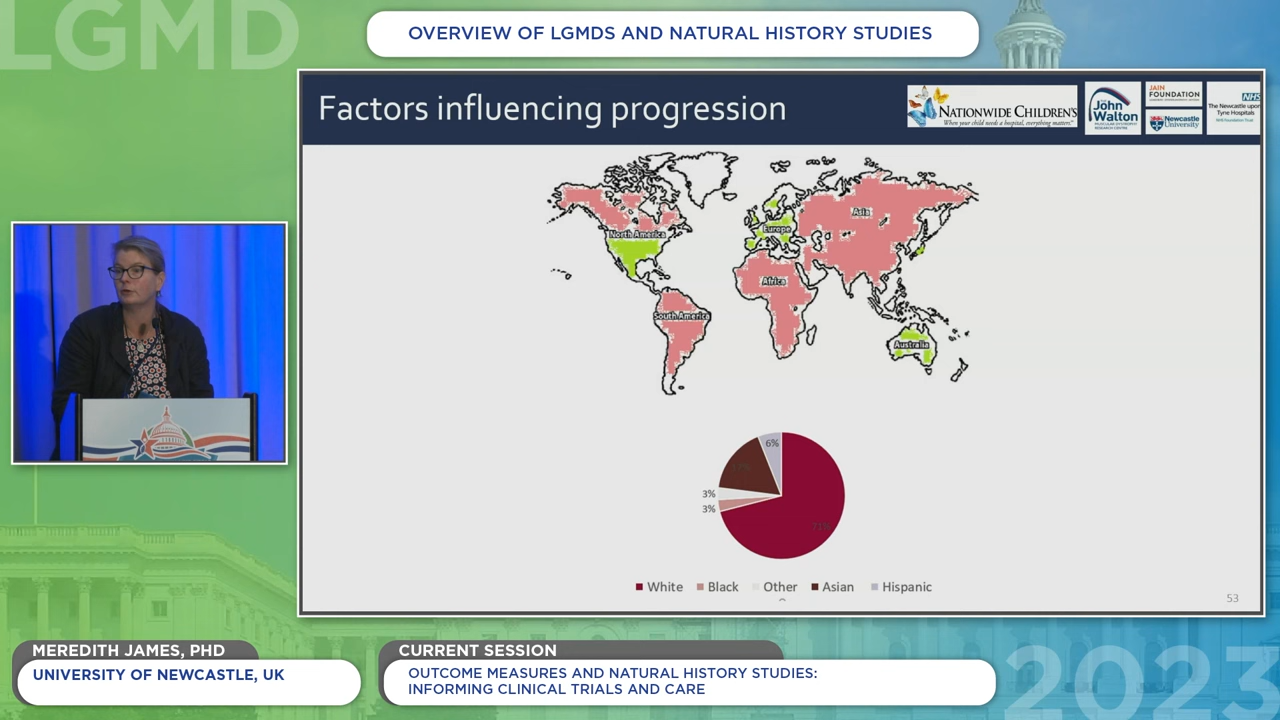 LGMD
OVERVIEW OF LGMDS AND NATURAL HISTORY STUDIES
Factors influencing progression
NATIONWIDE CHILDREN'S
When your child needs a hospital, everything matters.
John
Walton
JAIN
FOUNDATION
Newcastle
University
NHS
The Newcastle upon
Tyne Hospitals
North America
South America
Europe
Africa
Asia
Australia
6%
17%
3%
3%
71%
White
Black
Other
Asian
Hispanic
53
MEREDITH JAMES, PHD
UNIVERSITY OF NEWCASTLE, UK
CURRENT SESSION
OUTCOME MEASURES AND NATURAL HISTORY STUDIES:
INFORMING CLINICAL TRIALS AND CARE
2023